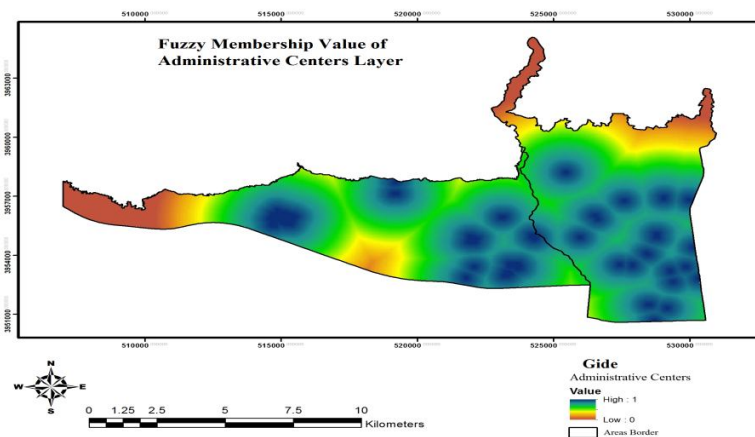 510000 515000 520000 525000 530000
Fuzzy Membership Value of
Administrative Centers Layer
3963000
3960000
3957000
3954000
3951000
510000 515000 520000 525000 530000
N
W E
S
0 1.25 2.5 5 7.5 10
Kilometers
Gide
Administrative Centers
Value
High : 1
Low : 0
Areas Border